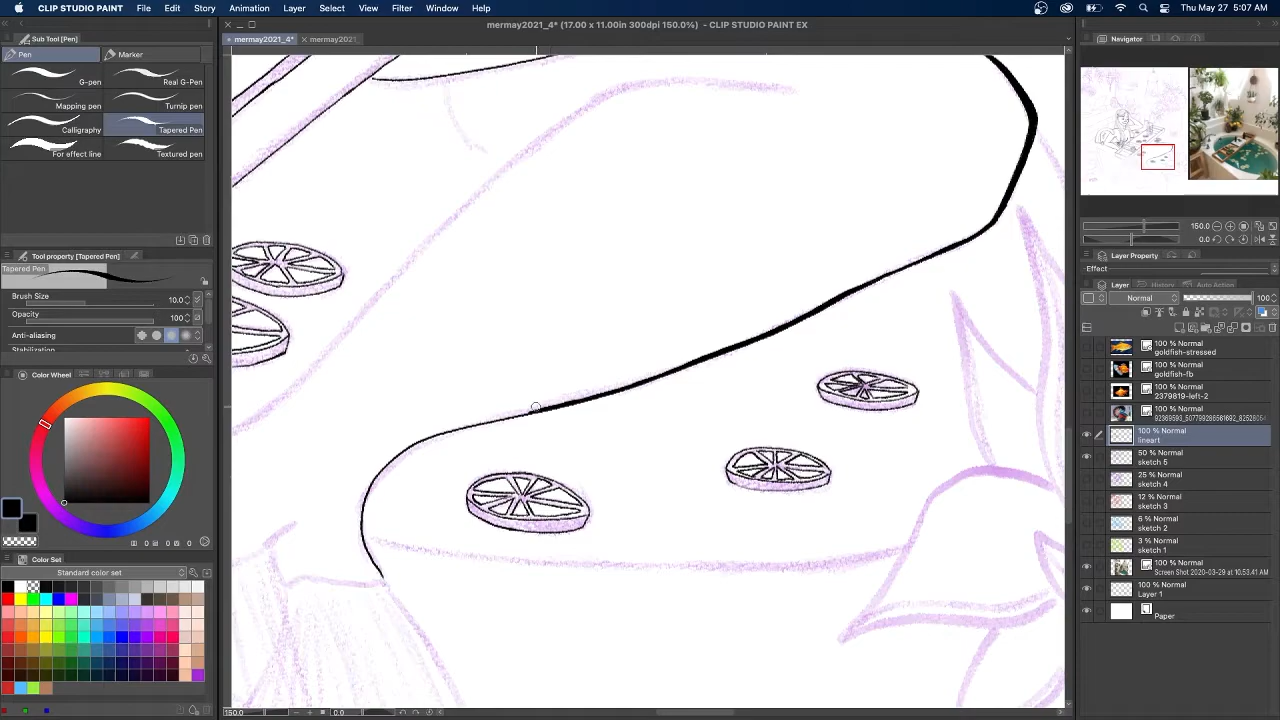 CLIP STUDIO PAINT File Edit Story Animation Layer Select View Filter Window Help Thu May 27 5:07 AM
mermay2021_4* (17.00 x 11.00in 300dpi 150.0%) - CLIP STUDIO PAINT EX
Sub Tool [Pen]
mermay2021_4* mermay2021
Navigator
Pen Marker
G-pen Real G-Pen
Mapping pen Turnip pen
Calligraphy Tapered Pen
For effect line Textured pen
Tool property [Tapered Pen]
Tapered Pen
Brush Size 10.0
Opacity 100
Anti-aliasing
Stabilization
Color Wheel
0 0 0
Color Set
Standard color set
150.0
0.0
Layer Property
Effect
Layer History Auto Action
Normal 100
100 % Normal
goldfish-stressed
100 % Normal
goldfish-fb
100 % Normal
2379819-left-2
100 % Normal
100 % Normal
lineart
50 % Normal
sketch 5
25 % Normal
sketch 4
12 % Normal
sketch 3
6 % Normal
sketch 2
3 % Normal
sketch 1
100 % Normal
Screen Shot 2020-03-29 at 10.53.41 AM
100 % Normal
Layer 1
Paper
150.0 0.0